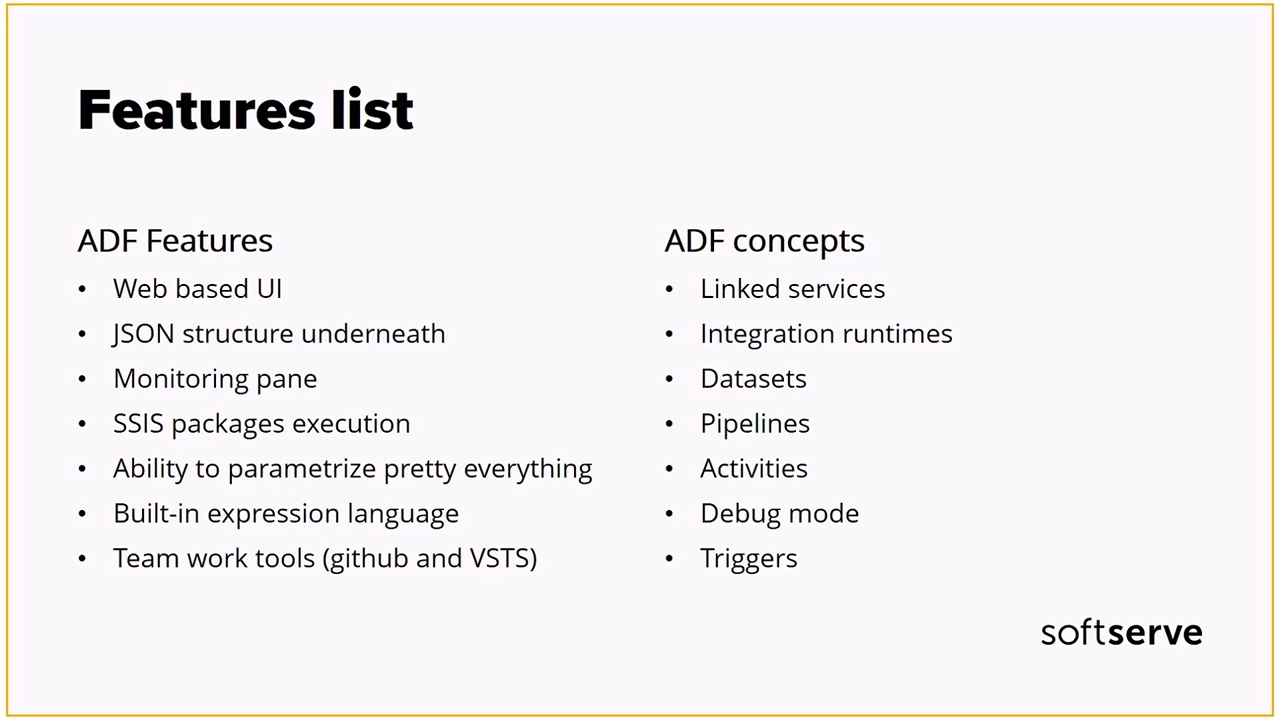 Features list
ADF Features
• Web based UI
• JSON structure underneath
• Monitoring pane
• SSIS packages execution
• Ability to parametrize pretty everything
• Built-in expression language
• Team work tools (github and VSTS)
ADF concepts
• Linked services
• Integration runtimes
• Datasets
• Pipelines
• Activities
• Debug mode
• Triggers
softserve